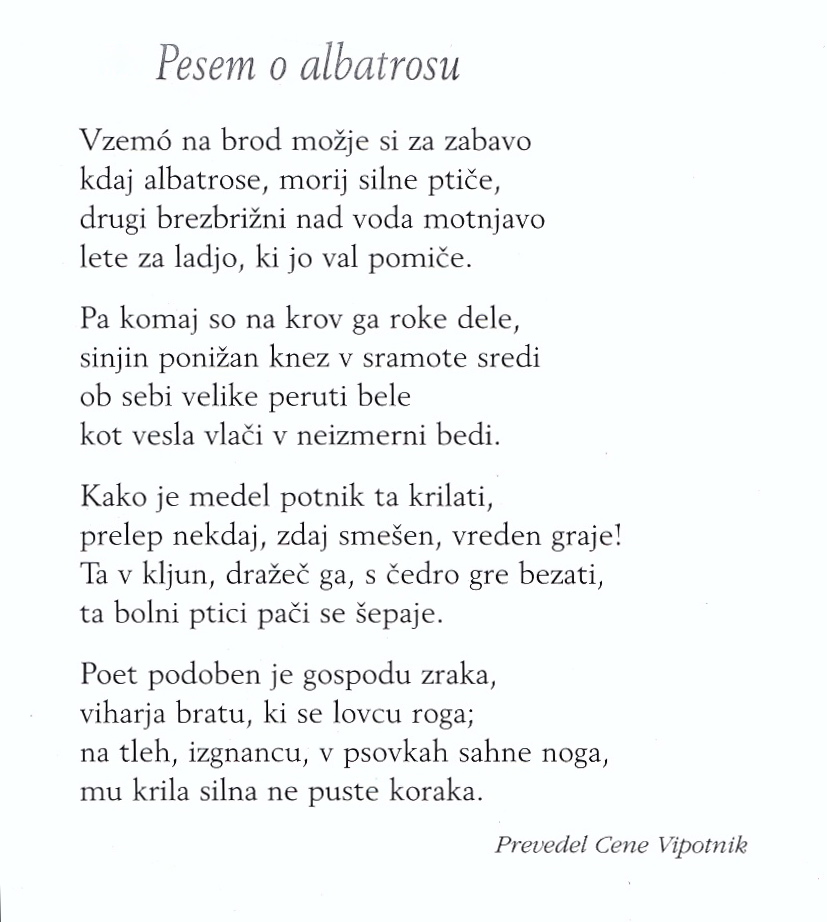 Pesem o albatrosu
Vzemó na brod možje si za zabavo
kdaj albatrose, morij silne ptiče,
drugi brezbrižni nad voda motnjavo
lete za ladjo, ki jo val pomiče.
Pa komaj so na krov ga roke dele,
sinjin ponižan knez v sramote sredi
ob sebi velike peruti bele
kot vesla vlači v neizmerni bedi.
Kako je medel potnik ta krilati,
prelep nekdaj, zdaj smešen, vreden graje!
Ta v kljun, dražeč ga, s čedro gre bezati,
ta bolni ptici pači se šepaje.
Poet podoben je gospodu zraka,
viharja bratu, ki se lovcu roga;
na tleh, izgnancu, v psovkah sahne noga,
mu krila silna ne puste koraka.
Prevedel Cene Vipotnik